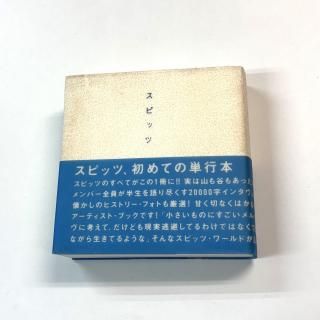 スピッツ
スピッツ、初めての単行本
スピッツのすべてがこの1冊に!! 実は山も谷もあった
メンバー全員が半生を語り尽くす20000字インタヴ
懐かしのヒストリー・フォトも厳選! 甘く切なくはか
アーティスト・ブックです!「小さいものにすごいメル
ヴに考えて、だけども現実逃避してるわけではなくて
ながら生きてるような」そんなスピッツ・ワールドが